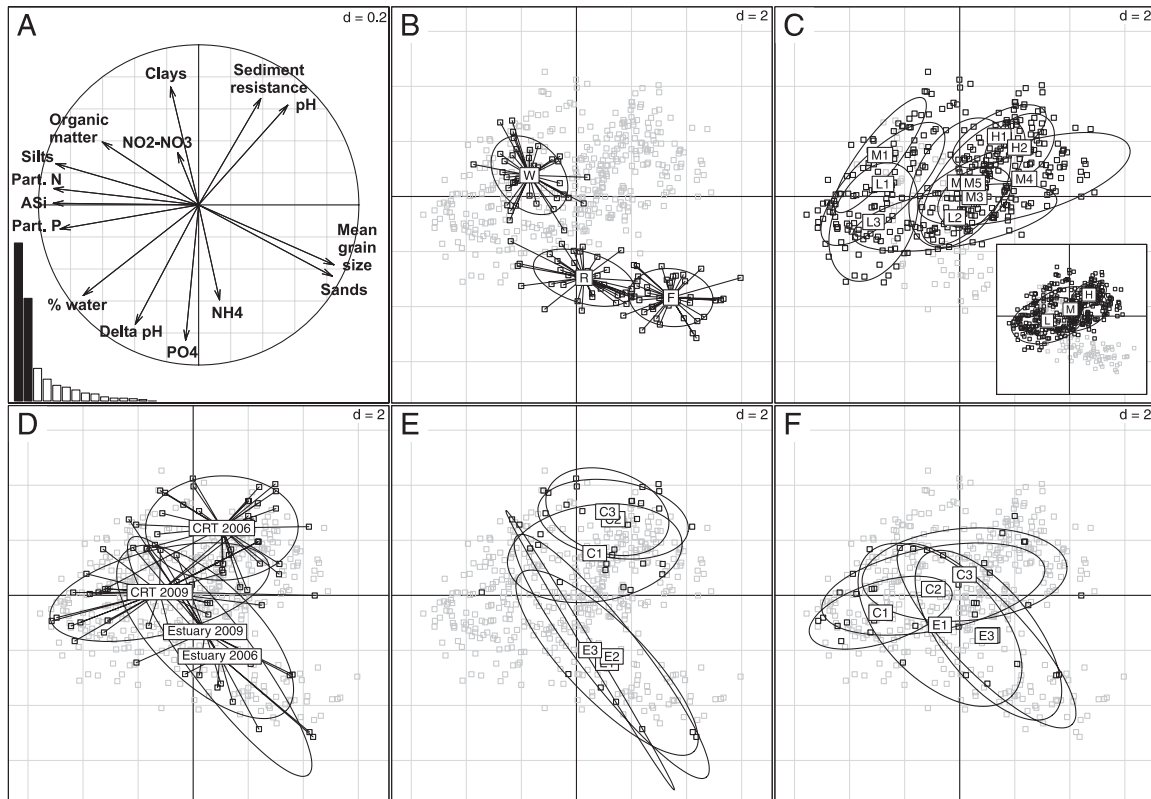 A
d = 0.2
Clays
Sediment
resistance
pH
Organic
matter
NO2-NO3
Silts
Part. N
ASi
Part. P
Mean
grain
size
Sands
% water
Delta pH
NH4
PO4
B
d = 2
W
R
F
C
d = 2
M1
H1
H2
L1
M
M5
M4
M3
L3
L2
H
M
L
D
d = 2
CRT 2006
CRT 2009
Estuary 2009
Estuary 2006
E
d = 2
C3
C2
C1
E3
E2
F
d = 2
C3
C2
C1
E1
E3